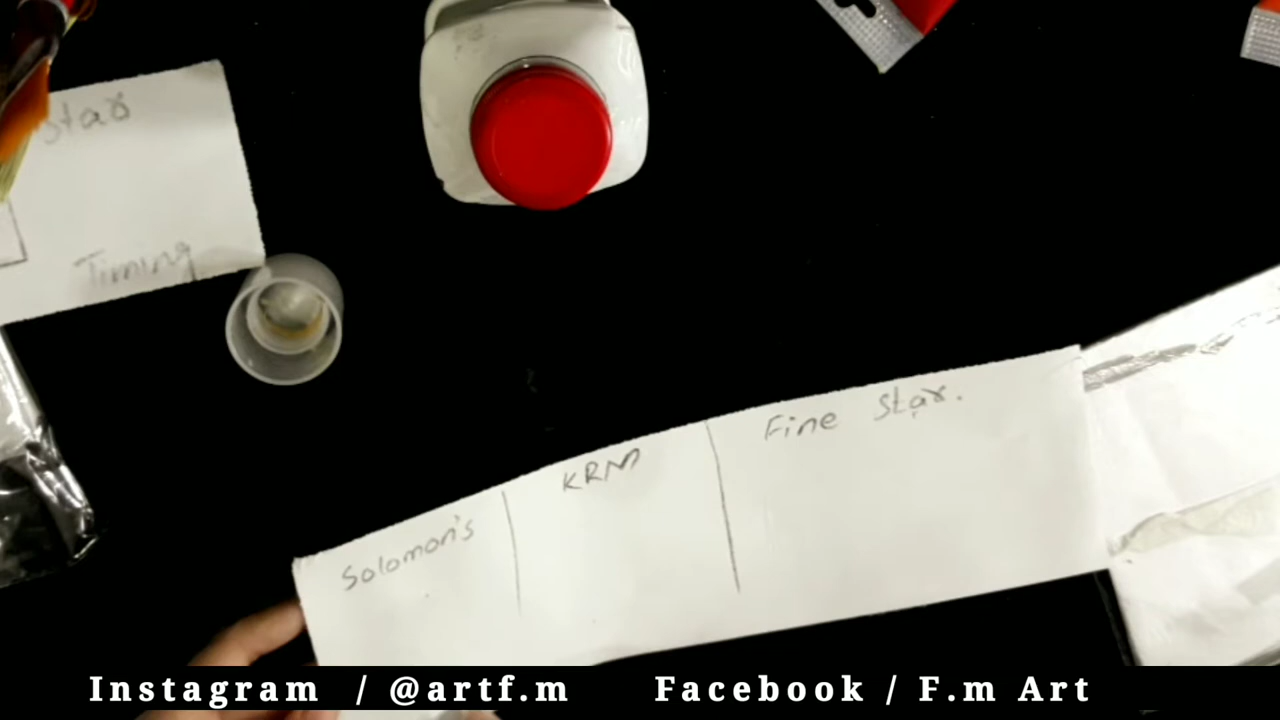 star
Timing
Solomon's
KRM
Fine Star.
Instagram / @artf.m Facebook / F.m Art